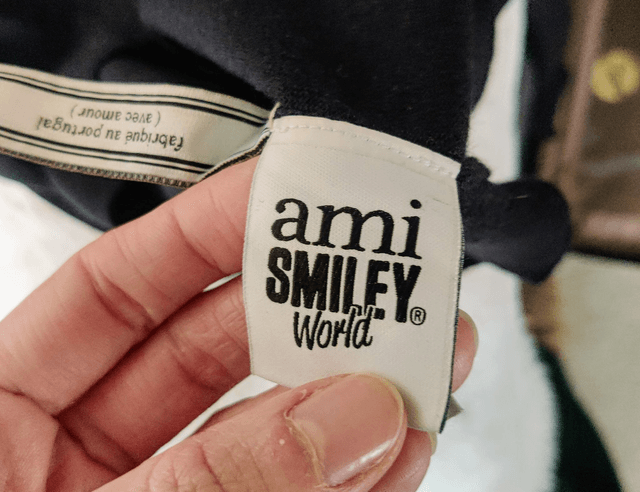 fabriqué au portugal
( avec amour )
ami
SMILEY®
World